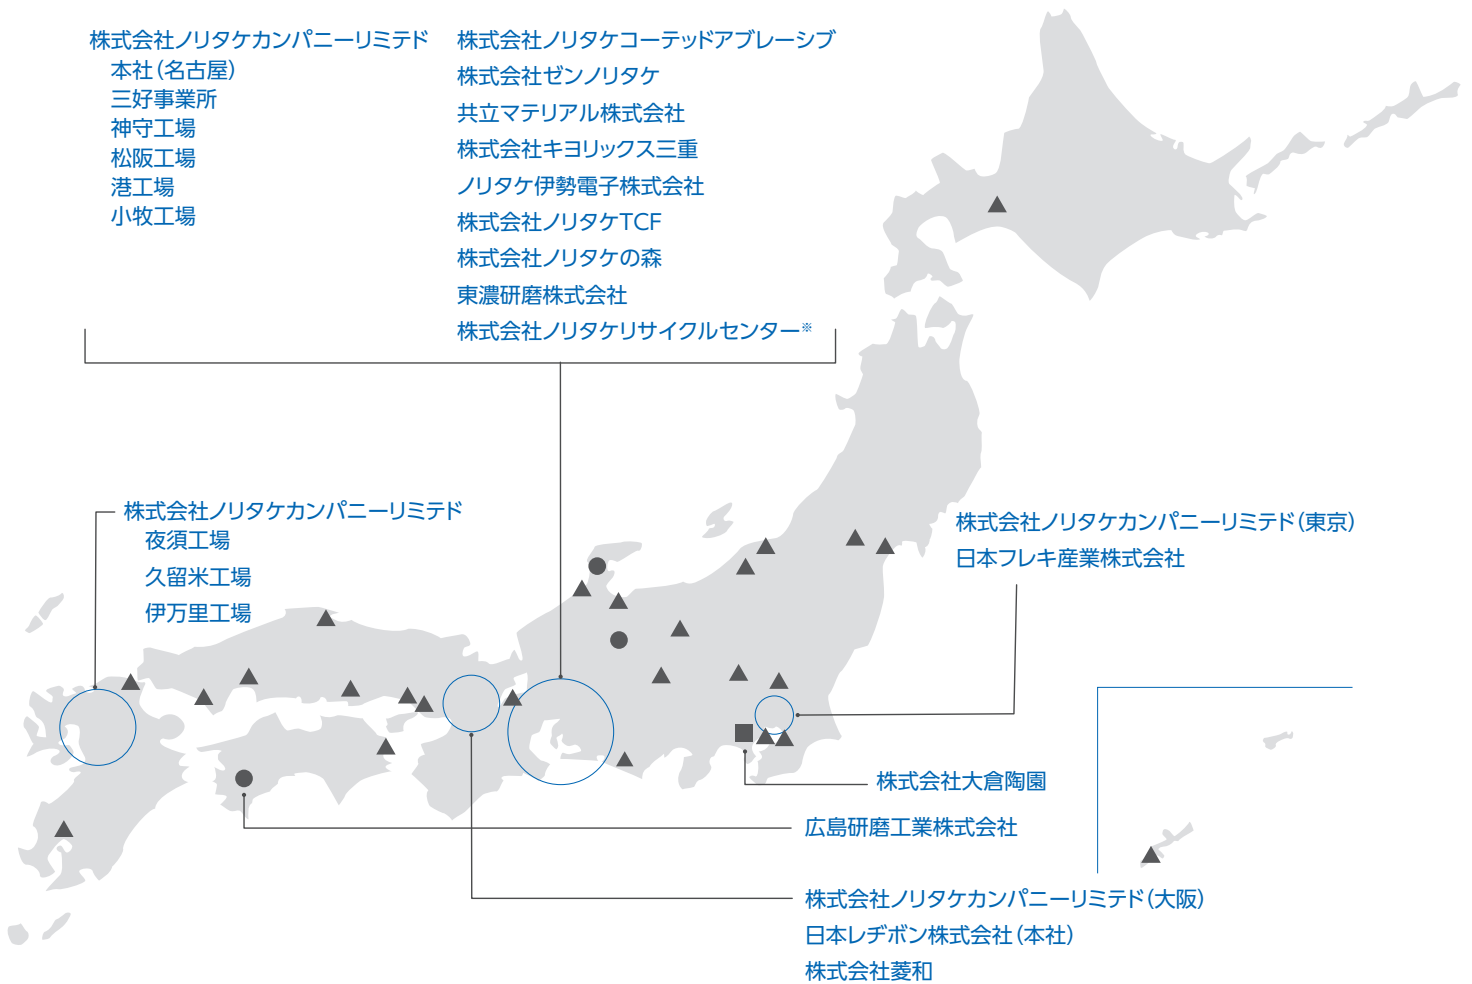 株式会社ノリタケカンパニーリミテド
本社(名古屋)
三好事業所
神守工場
松阪工場
港工場
小牧工場
株式会社ノリタケコーテッドアブレーシブ
株式会社ゼンノリタケ
共立マテリアル株式会社
株式会社キヨリックス三重
ノリタケ伊勢電子株式会社
株式会社ノリタケTCF
株式会社ノリタケの森
東濃研磨株式会社
株式会社ノリタケリサイクルセンター※
株式会社ノリタケカンパニーリミテド
夜須工場
久留米工場
伊万里工場
株式会社ノリタケカンパニーリミテド(東京)
日本フレキ産業株式会社
株式会社大倉陶園
広島研磨工業株式会社
株式会社ノリタケカンパニーリミテド(大阪)
日本レヂボン株式会社(本社)
株式会社菱和